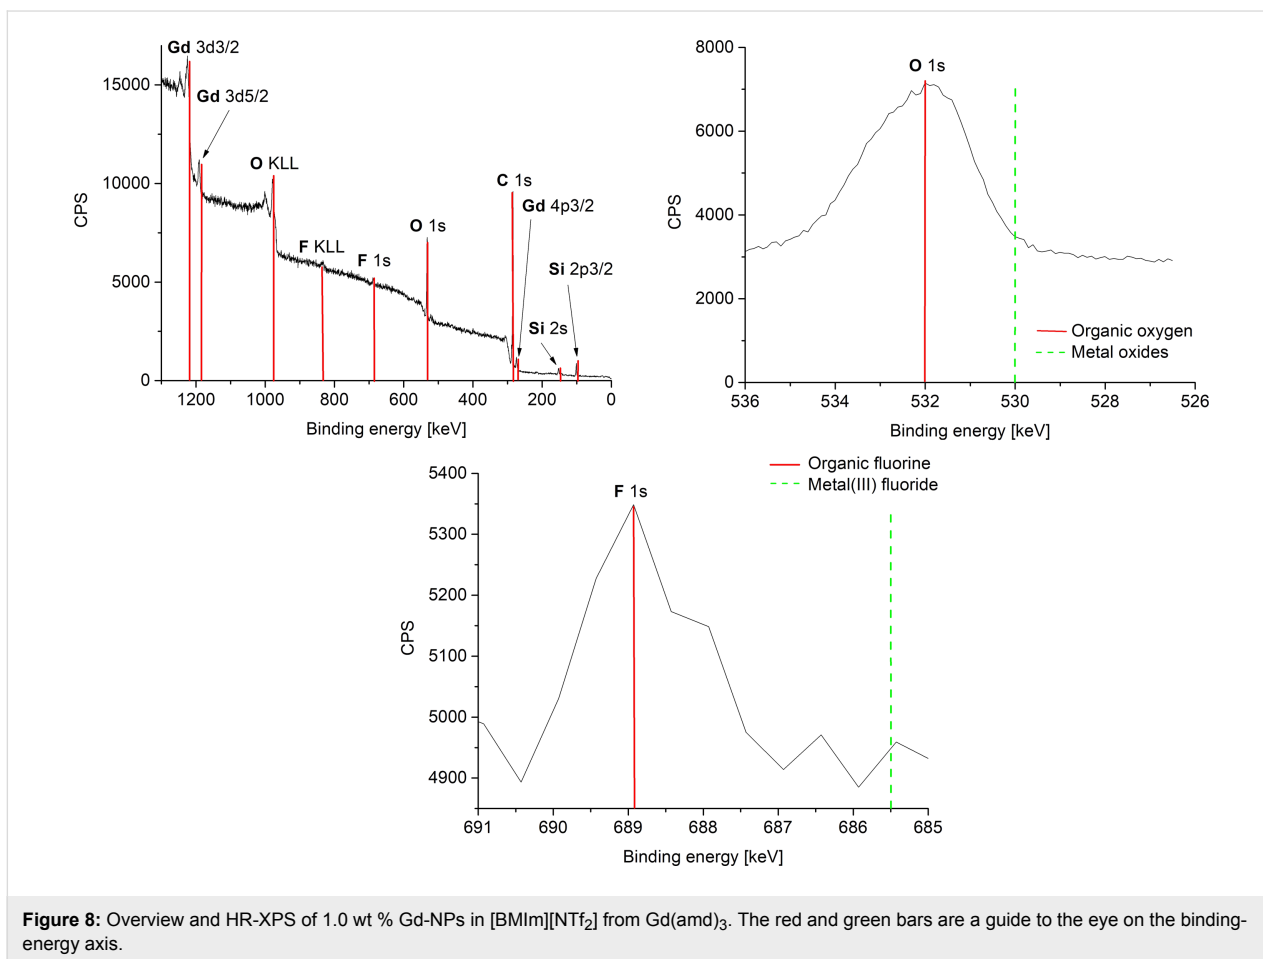 Gd 3d3/2
Gd 3d5/2
O KLL
F KLL
F 1s
O 1s
C 1s
Gd 4p3/2
Si 2p3/2
Si 2s
15000
10000
5000
0
CPS
1200 1000 800 600 400 200 0
Binding energy [keV]
O 1s
8000
6000
4000
2000
0
CPS
Organic oxygen
Metal oxides
536 534 532 530 528 526
Binding energy [keV]
Organic fluorine
Metal(III) fluoride
F 1s
5400
5300
5200
5100
5000
4900
CPS
691 690 689 688 687 686 685
Binding energy [keV]
Figure 8: Overview and HR-XPS of 1.0 wt % Gd-NPs in [BMIm][NTf2] from Gd(amd)3. The red and green bars are a guide to the eye on the binding-
energy axis.